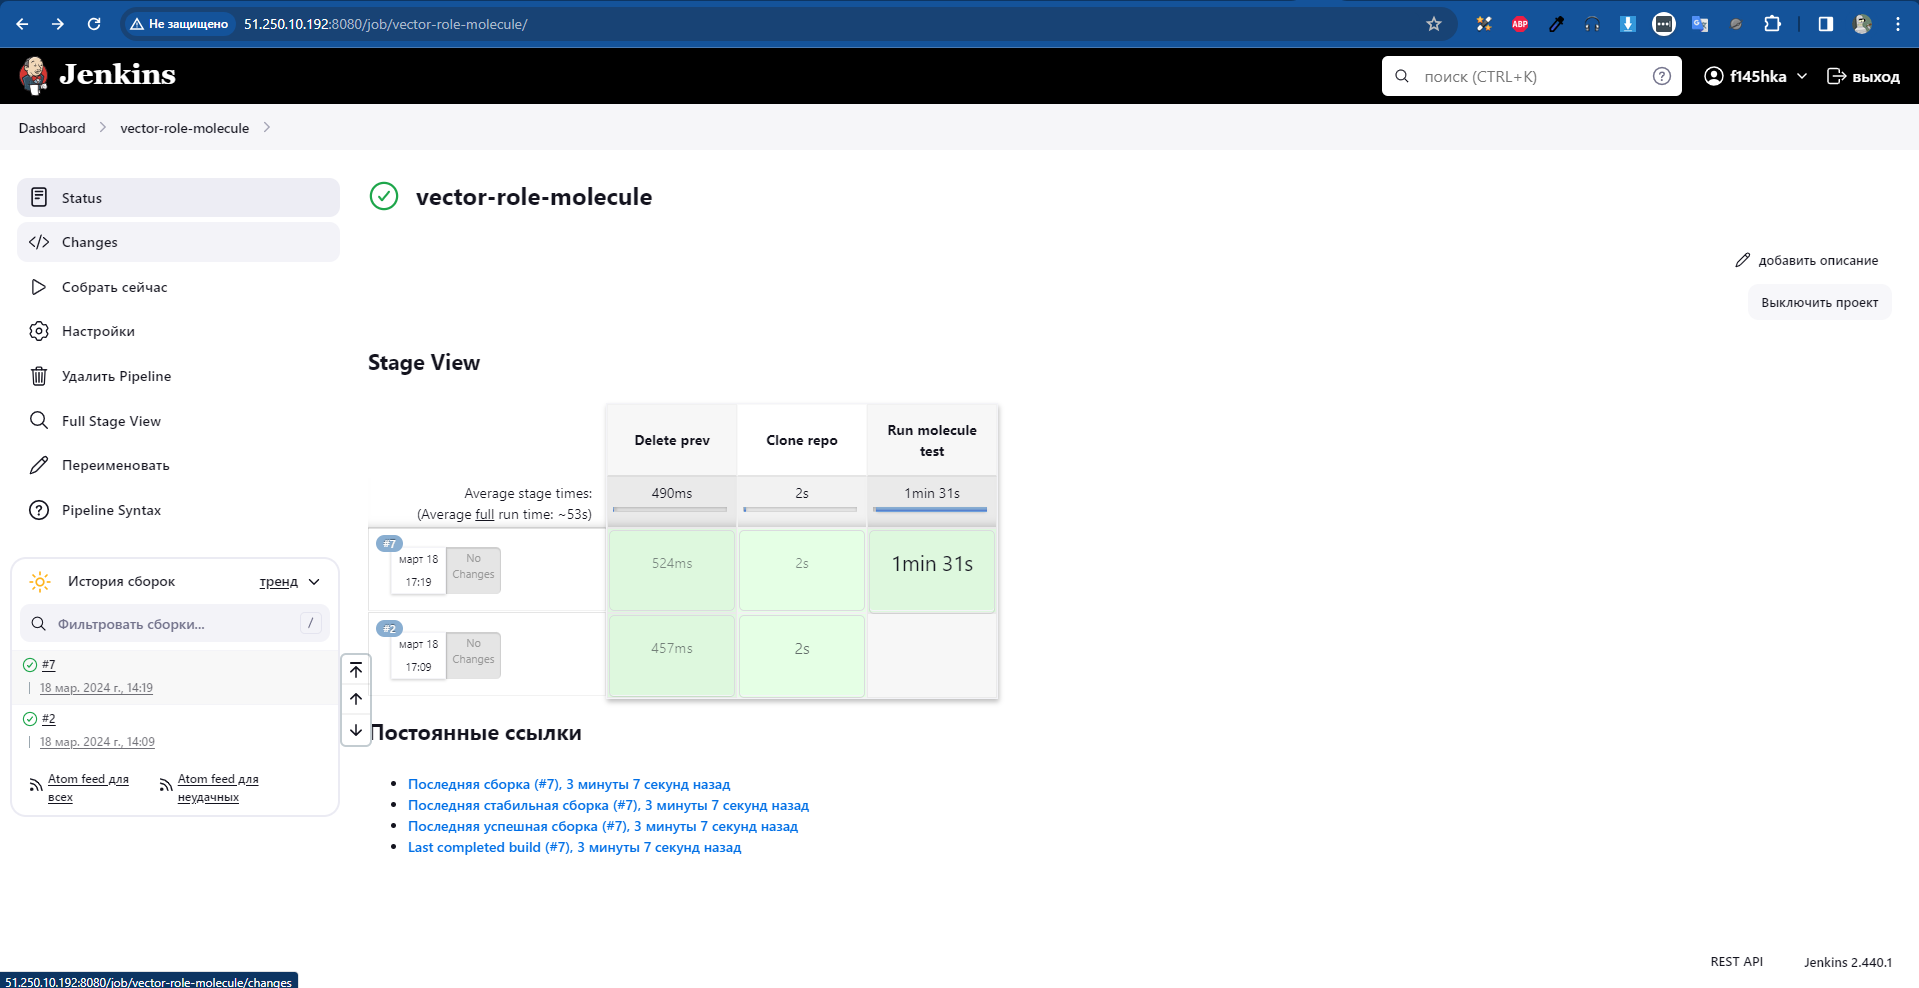 Не защищено
51.250.10.192:8080/job/vector-role-molecule/
ABP
Jenkins
поиск (CTRL+K)
f145hka
выход
Dashboard
vector-role-molecule
Status
Changes
Собрать сейчас
Настройки
Удалить Pipeline
Full Stage View
Переименовать
Pipeline Syntax
История сборок
тренд
Фильтровать сборки...
/
#7
18 мар. 2024 г., 14:19
#2
18 мар. 2024 г., 14:09
Atom feed для всех
Atom feed для неудачных
vector-role-molecule
добавить описание
Выключить проект
Stage View
Delete prev
Clone repo
Run molecule test
Average stage times:
490ms
2s
1min 31s
(Average full run time: ~53s)
#7
март 18
17:19
No Changes
524ms
2s
1min 31s
#2
март 18
17:09
No Changes
457ms
2s
Постоянные ссылки
Последняя сборка (#7), 3 минуты 7 секунд назад
Последняя стабильная сборка (#7), 3 минуты 7 секунд назад
Последняя успешная сборка (#7), 3 минуты 7 секунд назад
Last completed build (#7), 3 минуты 7 секунд назад
REST API
Jenkins 2.440.1
51.250.10.192:8080/job/vector-role-molecule/changes